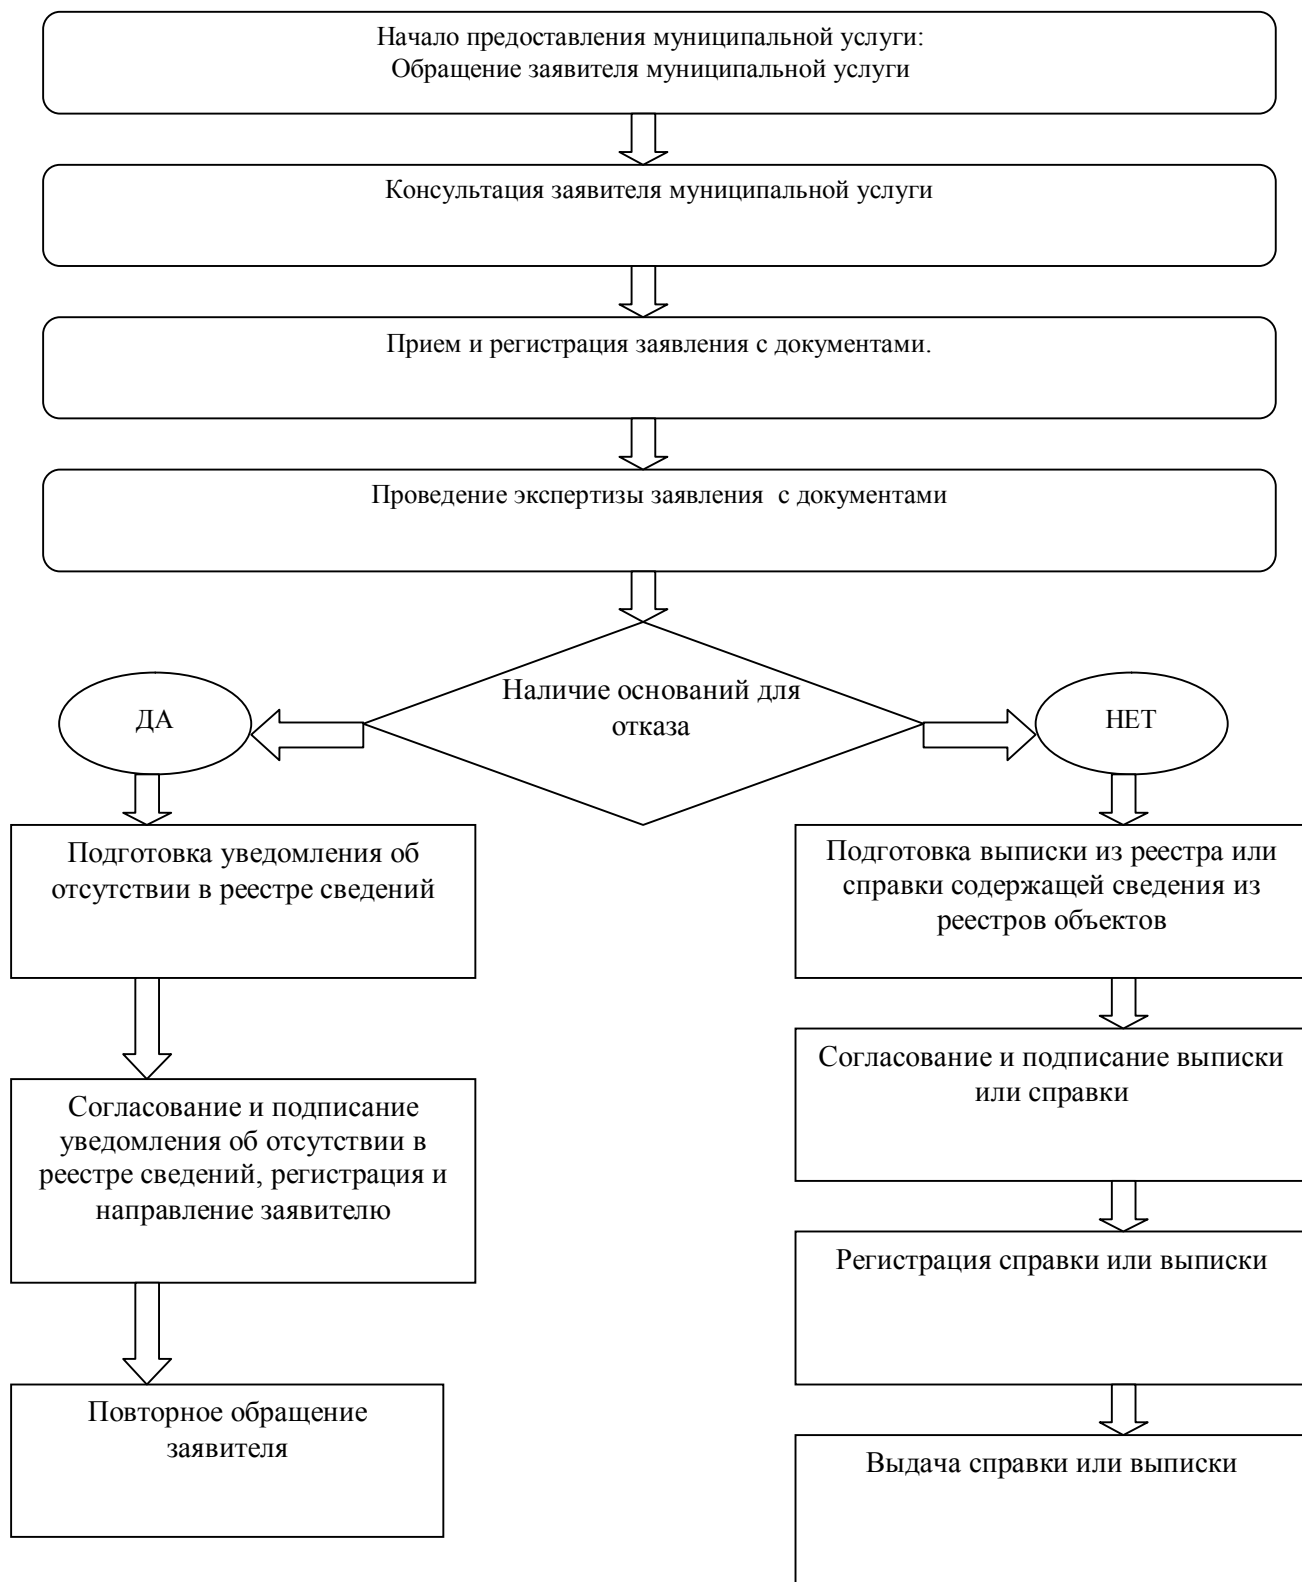 Начало предоставления муниципальной услуги:
Обращение заявителя муниципальной услуги
Консультация заявителя муниципальной услуги
Прием и регистрация заявления с документами.
Проведение экспертизы заявления с документами
Наличие оснований для
отказа
ДА
НЕТ
Подготовка уведомления об
отсутствии в реестре сведений
Согласование и подписание
уведомления об отсутствии в
реестре сведений, регистрация и
направление заявителю
Повторное обращение
заявителя
Подготовка выписки из реестра или
справки содержащей сведения из
реестров объектов
Согласование и подписание выписки
или справки
Регистрация справки или выписки
Выдача справки или выписки